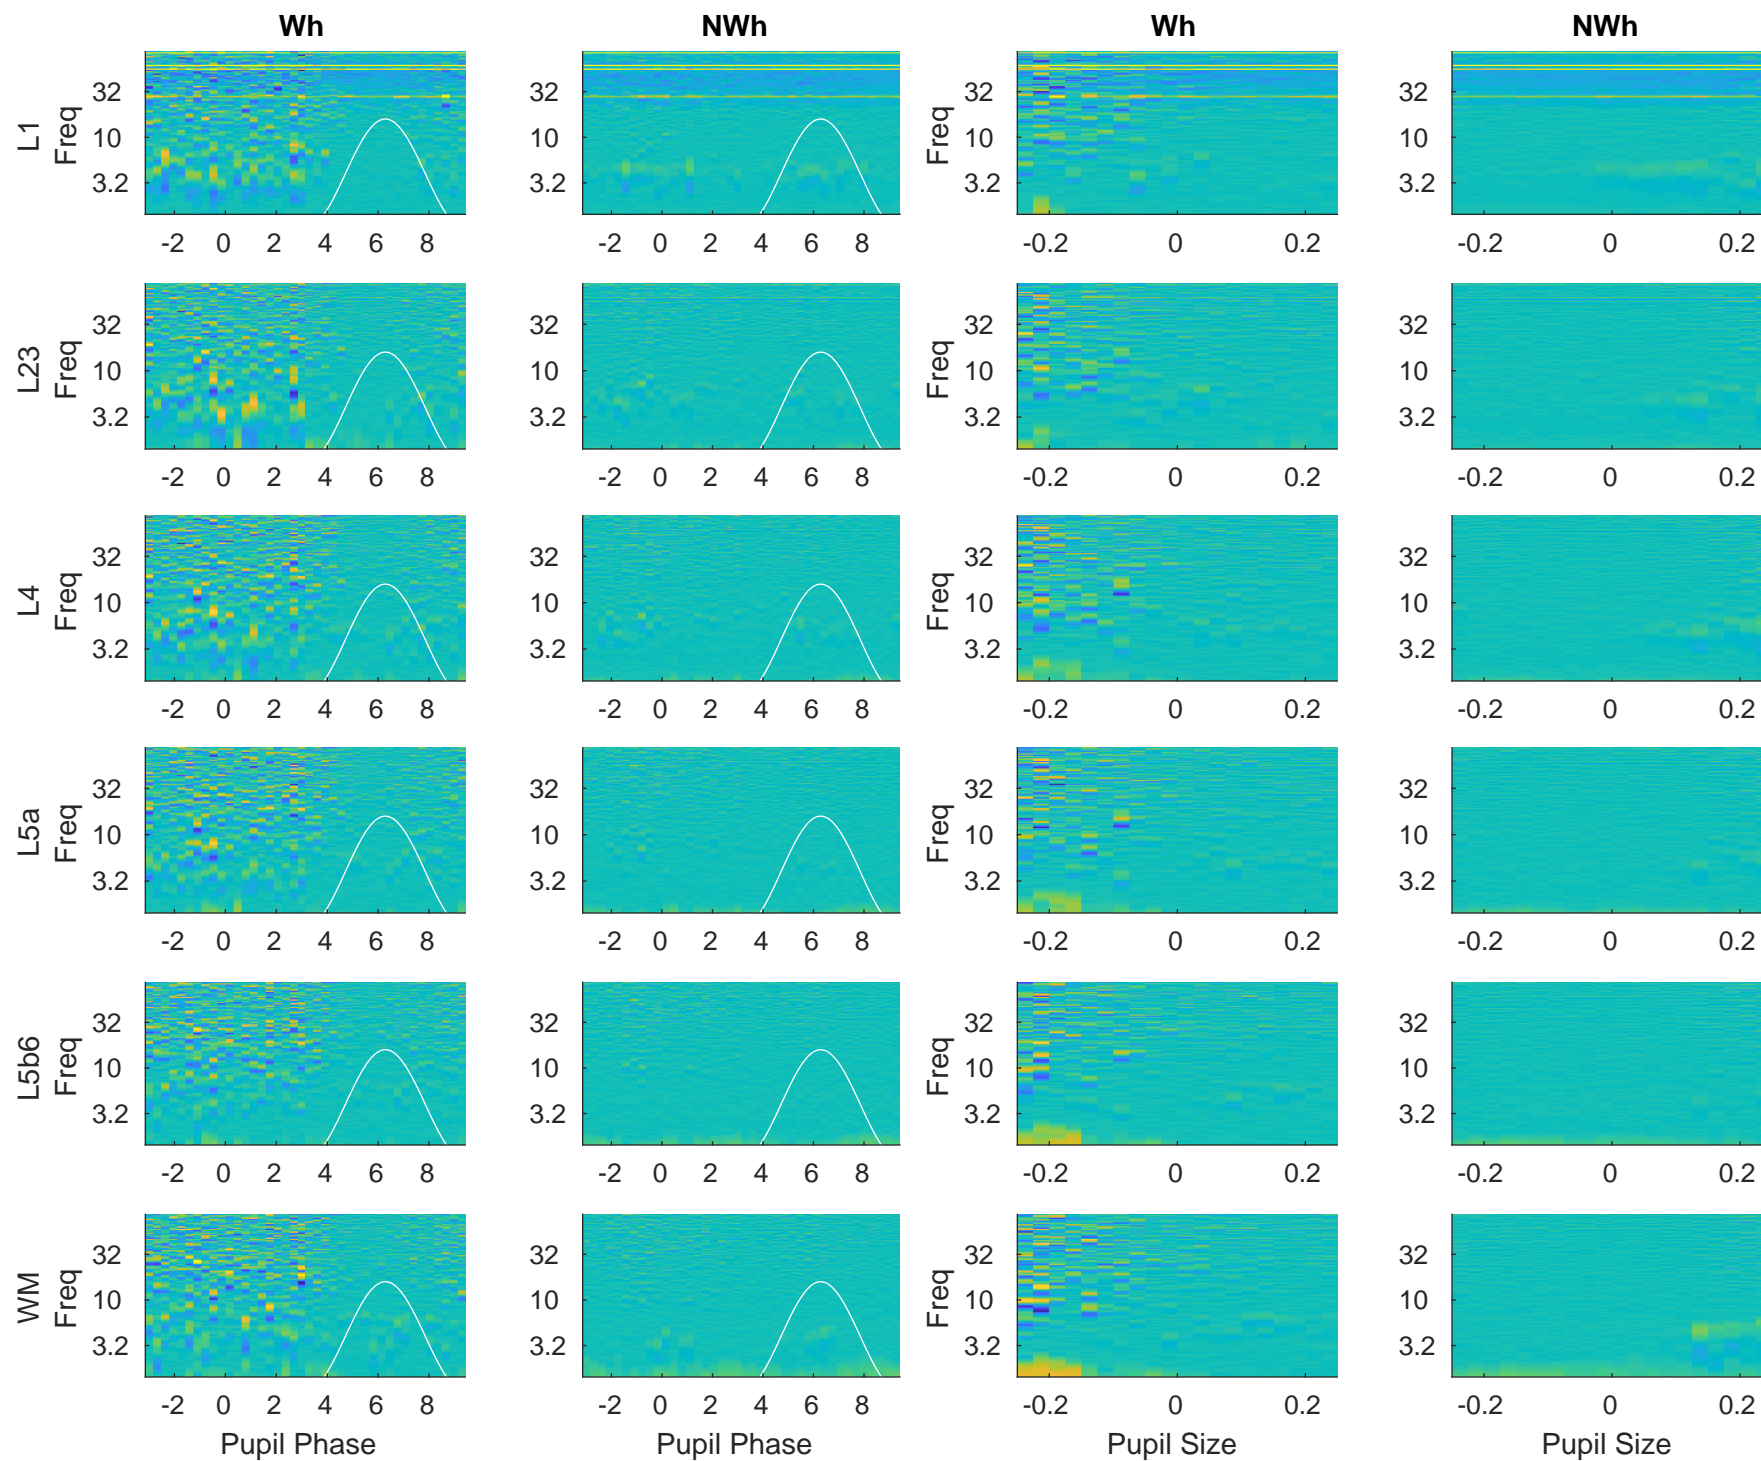 Wh NWh Wh NWh
L1 Freq 32 10 3.2 32 10 3.2 Freq 32 10 3.2 32 10 3.2
-2 0 2 4 6 8 -2 0 2 4 6 8 -0.2 0 0.2 -0.2 0 0.2
L23 Freq 32 10 3.2 32 10 3.2 Freq 32 10 3.2 32 10 3.2
-2 0 2 4 6 8 -2 0 2 4 6 8 -0.2 0 0.2 -0.2 0 0.2
L4 Freq 32 10 3.2 32 10 3.2 Freq 32 10 3.2 32 10 3.2
-2 0 2 4 6 8 -2 0 2 4 6 8 -0.2 0 0.2 -0.2 0 0.2
L5a Freq 32 10 3.2 32 10 3.2 Freq 32 10 3.2 32 10 3.2
-2 0 2 4 6 8 -2 0 2 4 6 8 -0.2 0 0.2 -0.2 0 0.2
L5b6 Freq 32 10 3.2 32 10 3.2 Freq 32 10 3.2 32 10 3.2
-2 0 2 4 6 8 -2 0 2 4 6 8 -0.2 0 0.2 -0.2 0 0.2
WM Freq 32 10 3.2 32 10 3.2 Freq 32 10 3.2 32 10 3.2
-2 0 2 4 6 8 -2 0 2 4 6 8 -0.2 0 0.2 -0.2 0 0.2
Pupil Phase Pupil Phase Pupil Size Pupil Size